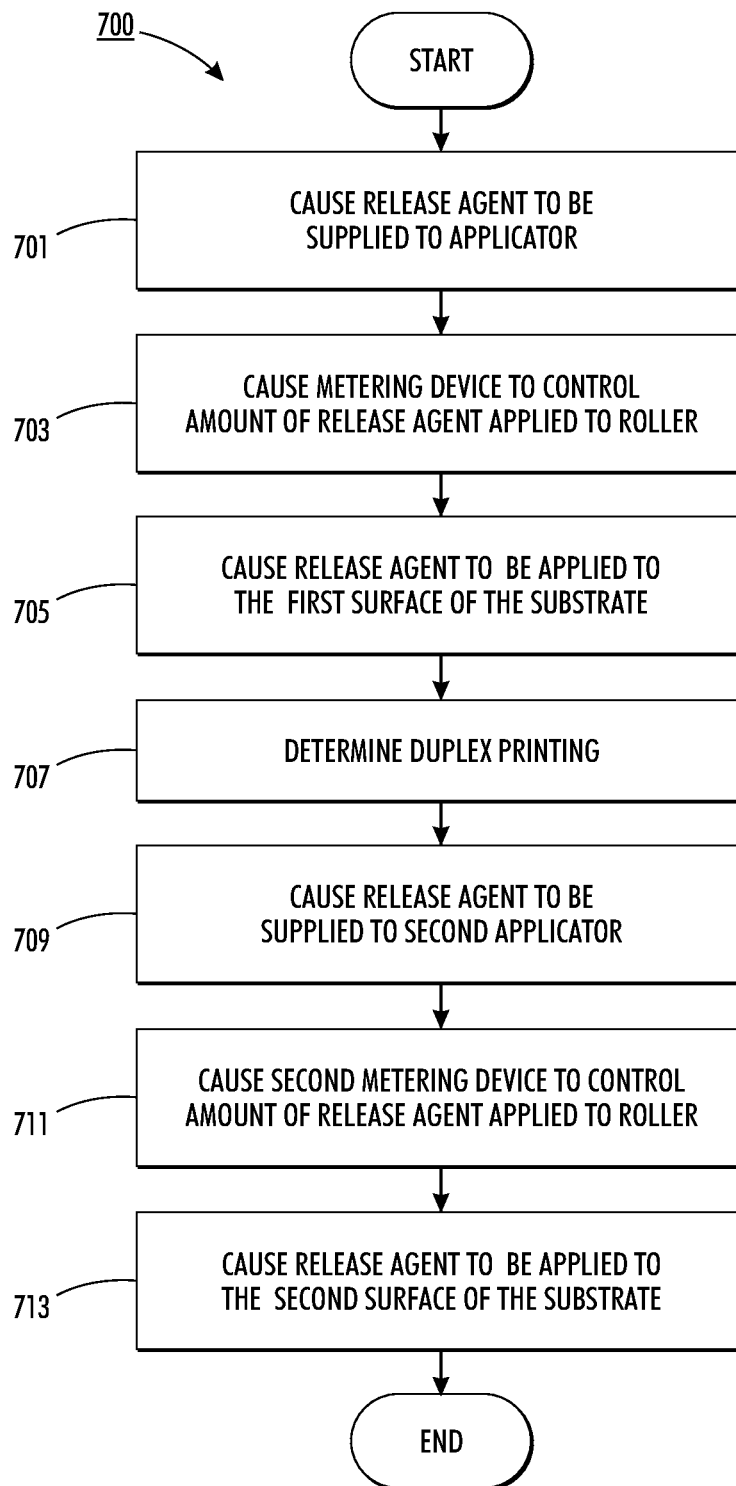 700
START
701
CAUSE RELEASE AGENT TO BE
SUPPLIED TO APPLICATOR
703
CAUSE METERING DEVICE TO CONTROL
AMOUNT OF RELEASE AGENT APPLIED TO ROLLER
705
CAUSE RELEASE AGENT TO BE APPLIED TO
THE FIRST SURFACE OF THE SUBSTRATE
707
DETERMINE DUPLEX PRINTING
709
CAUSE RELEASE AGENT TO BE
SUPPLIED TO SECOND APPLICATOR
711
CAUSE SECOND METERING DEVICE TO CONTROL
AMOUNT OF RELEASE AGENT APPLIED TO ROLLER
713
CAUSE RELEASE AGENT TO BE APPLIED TO
THE SECOND SURFACE OF THE SUBSTRATE
END